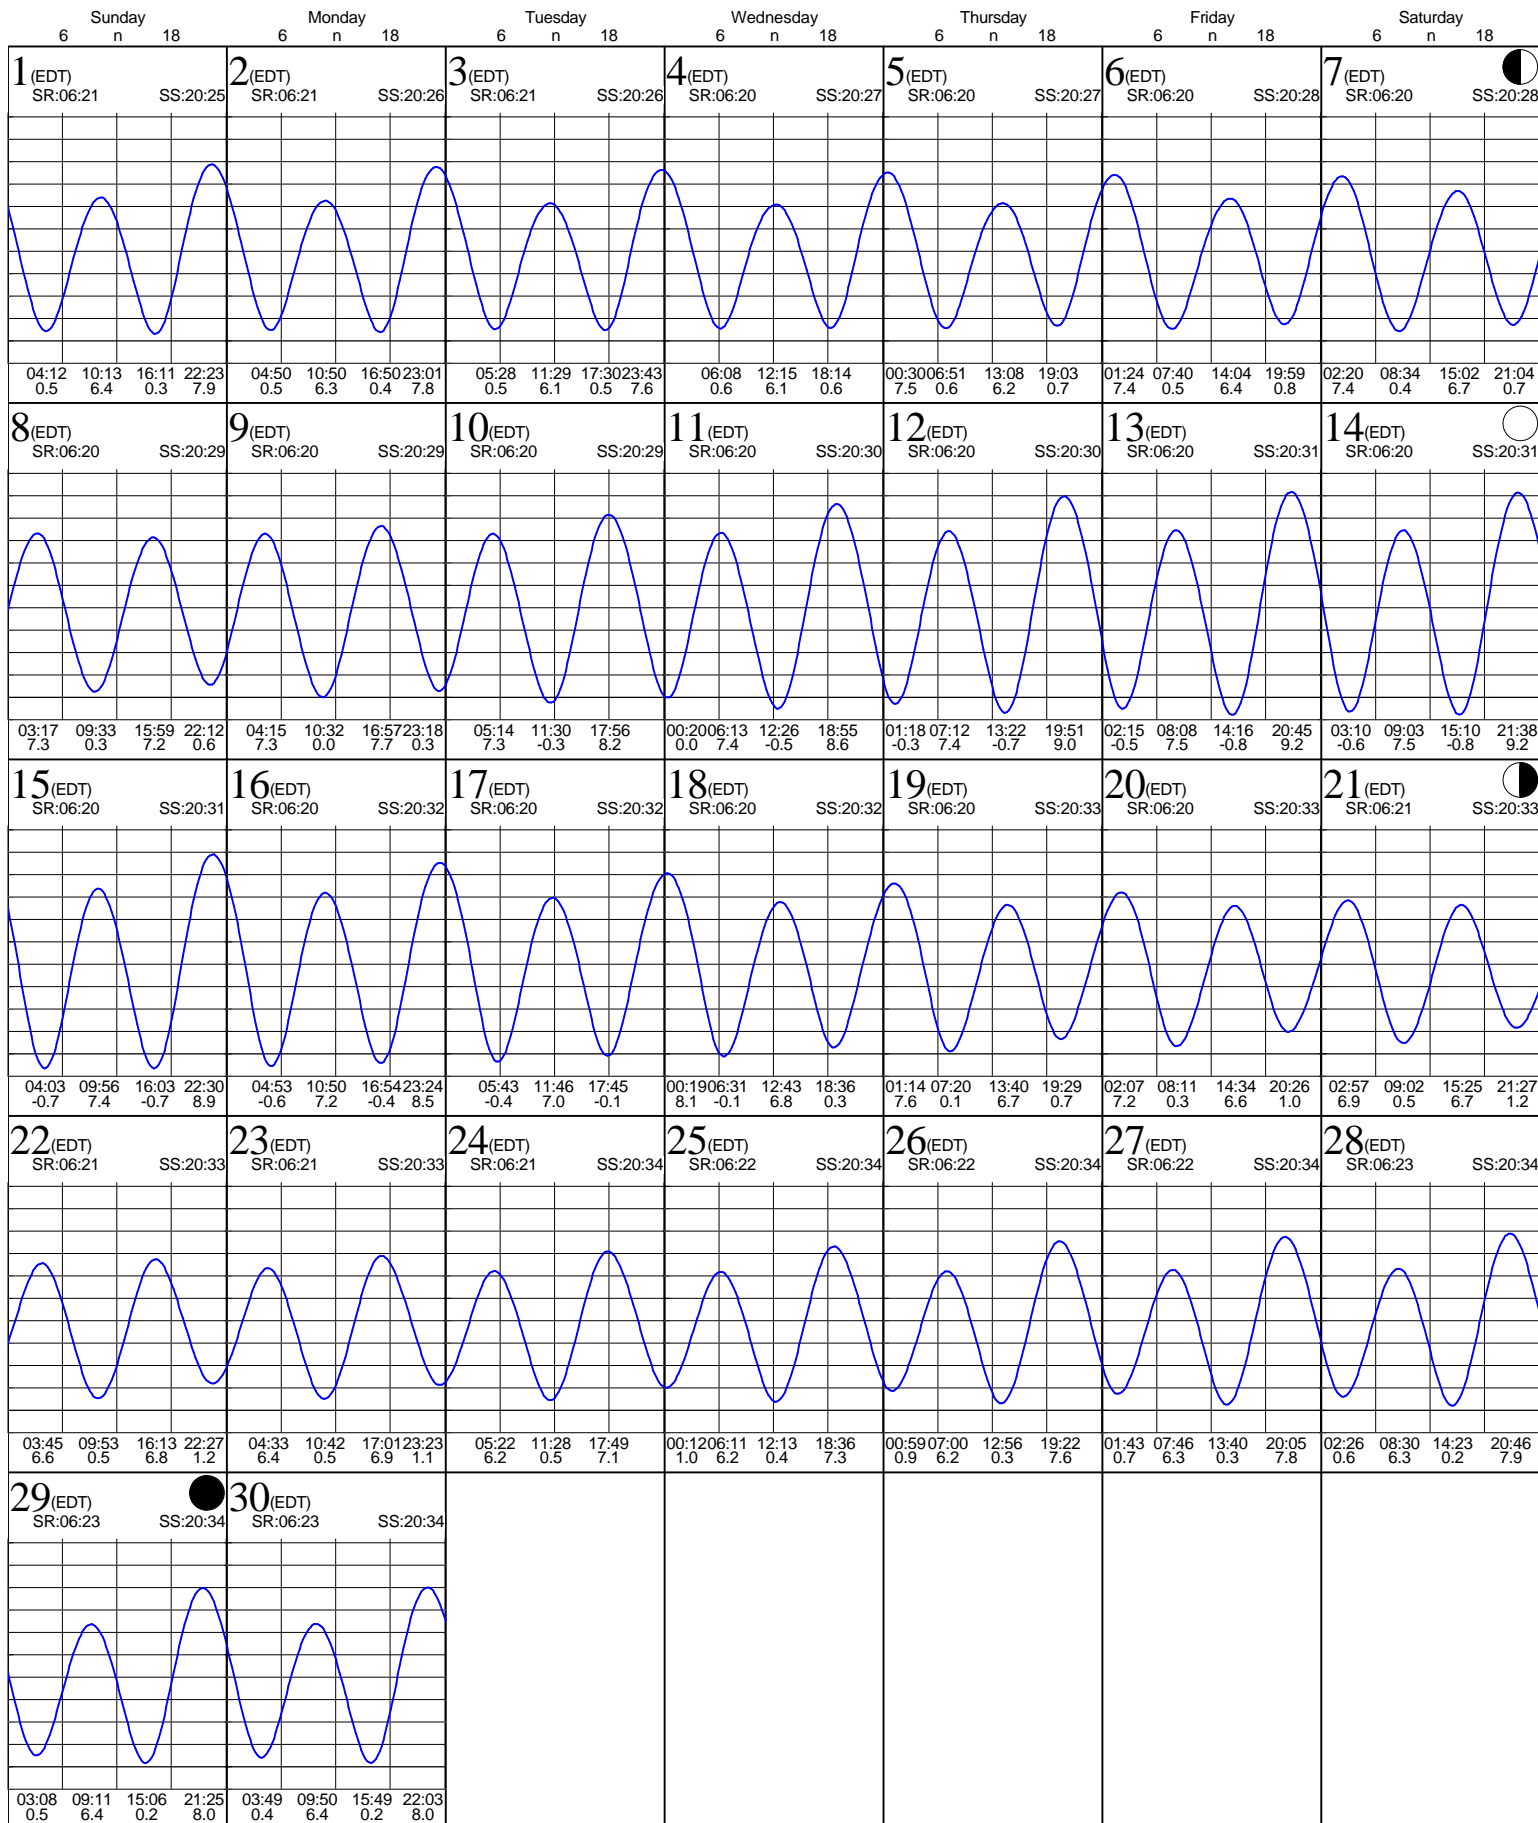 Sunday Monday Tuesday Wednesday Thursday Friday Saturday
6 n 18 6 n 18 6 n 18 6 n 18 6 n 18 6 n 18 6 n 18
1(EDT) 2(EDT) 3(EDT) 4(EDT) 5(EDT) 6(EDT) 7(EDT)
SR:06:21 SS:20:25 SR:06:21 SS:20:26 SR:06:21 SS:20:26 SR:06:20 SS:20:27 SR:06:20 SS:20:27 SR:06:20 SS:20:28 SR:06:20 SS:20:28
04:12 10:13 16:11 22:23 04:50 10:50 16:50 23:01 05:28 11:29 17:30 23:43 06:08 12:15 18:14 00:30 06:51 13:08 19:03 01:24 07:40 14:04 19:59 02:20 08:34 15:02 21:04
0.5 6.4 0.3 7.9 0.5 6.3 0.4 7.8 0.5 6.1 0.5 7.6 0.6 6.1 0.6 7.5 0.6 6.2 0.7 7.4 0.5 6.4 0.8 7.4 0.4 6.7 0.7
8(EDT) 9(EDT) 10(EDT) 11(EDT) 12(EDT) 13(EDT) 14(EDT)
SR:06:20 SS:20:29 SR:06:20 SS:20:29 SR:06:20 SS:20:29 SR:06:20 SS:20:30 SR:06:20 SS:20:30 SR:06:20 SS:20:31 SR:06:20 SS:20:31
03:17 09:33 15:59 22:12 04:15 10:32 16:57 23:18 05:14 11:30 17:56 00:20 06:13 12:26 18:55 01:18 07:12 13:22 19:51 02:15 08:08 14:16 20:45 03:10 09:03 15:10 21:38
7.3 0.3 7.2 0.6 7.3 0.0 7.7 0.3 7.3 -0.3 8.2 0.0 7.4 -0.5 8.6 -0.3 7.4 -0.7 9.0 -0.5 7.5 -0.8 9.2 -0.6 7.5 -0.8 9.2
15(EDT) 16(EDT) 17(EDT) 18(EDT) 19(EDT) 20(EDT) 21(EDT)
SR:06:20 SS:20:31 SR:06:20 SS:20:32 SR:06:20 SS:20:32 SR:06:20 SS:20:32 SR:06:20 SS:20:33 SR:06:20 SS:20:33 SR:06:21 SS:20:33
04:03 09:56 16:03 22:30 04:53 10:50 16:54 23:24 05:43 11:46 17:45 00:19 06:31 12:43 18:36 01:14 07:20 13:40 19:29 02:07 08:11 14:34 20:26 02:57 09:02 15:25 21:27
-0.7 7.4 -0.7 8.9 -0.6 7.2 -0.4 8.5 -0.4 7.0 -0.1 8.1 -0.1 6.8 0.3 7.6 0.1 6.7 0.7 7.2 0.3 6.6 1.0 6.9 0.5 6.7 1.2
22(EDT) 23(EDT) 24(EDT) 25(EDT) 26(EDT) 27(EDT) 28(EDT)
SR:06:21 SS:20:33 SR:06:21 SS:20:33 SR:06:21 SS:20:34 SR:06:22 SS:20:34 SR:06:22 SS:20:34 SR:06:22 SS:20:34 SR:06:23 SS:20:34
03:45 09:53 16:13 22:27 04:33 10:42 17:01 23:23 05:22 11:28 17:49 00:12 06:11 12:13 18:36 00:59 07:00 12:56 19:22 01:43 07:46 13:40 20:05 02:26 08:30 14:23 20:46
6.6 0.5 6.8 1.2 6.4 0.5 6.9 1.1 6.2 0.5 7.1 1.0 6.2 0.4 7.3 0.9 6.2 0.3 7.6 0.7 6.3 0.3 7.8 0.6 6.3 0.2 7.9
29(EDT) 30(EDT)
SR:06:23 SS:20:34 SR:06:23 SS:20:34
03:08 09:11 15:06 21:25 03:49 09:50 15:49 22:03
0.5 6.4 0.2 8.0 0.4 6.4 0.2 8.0